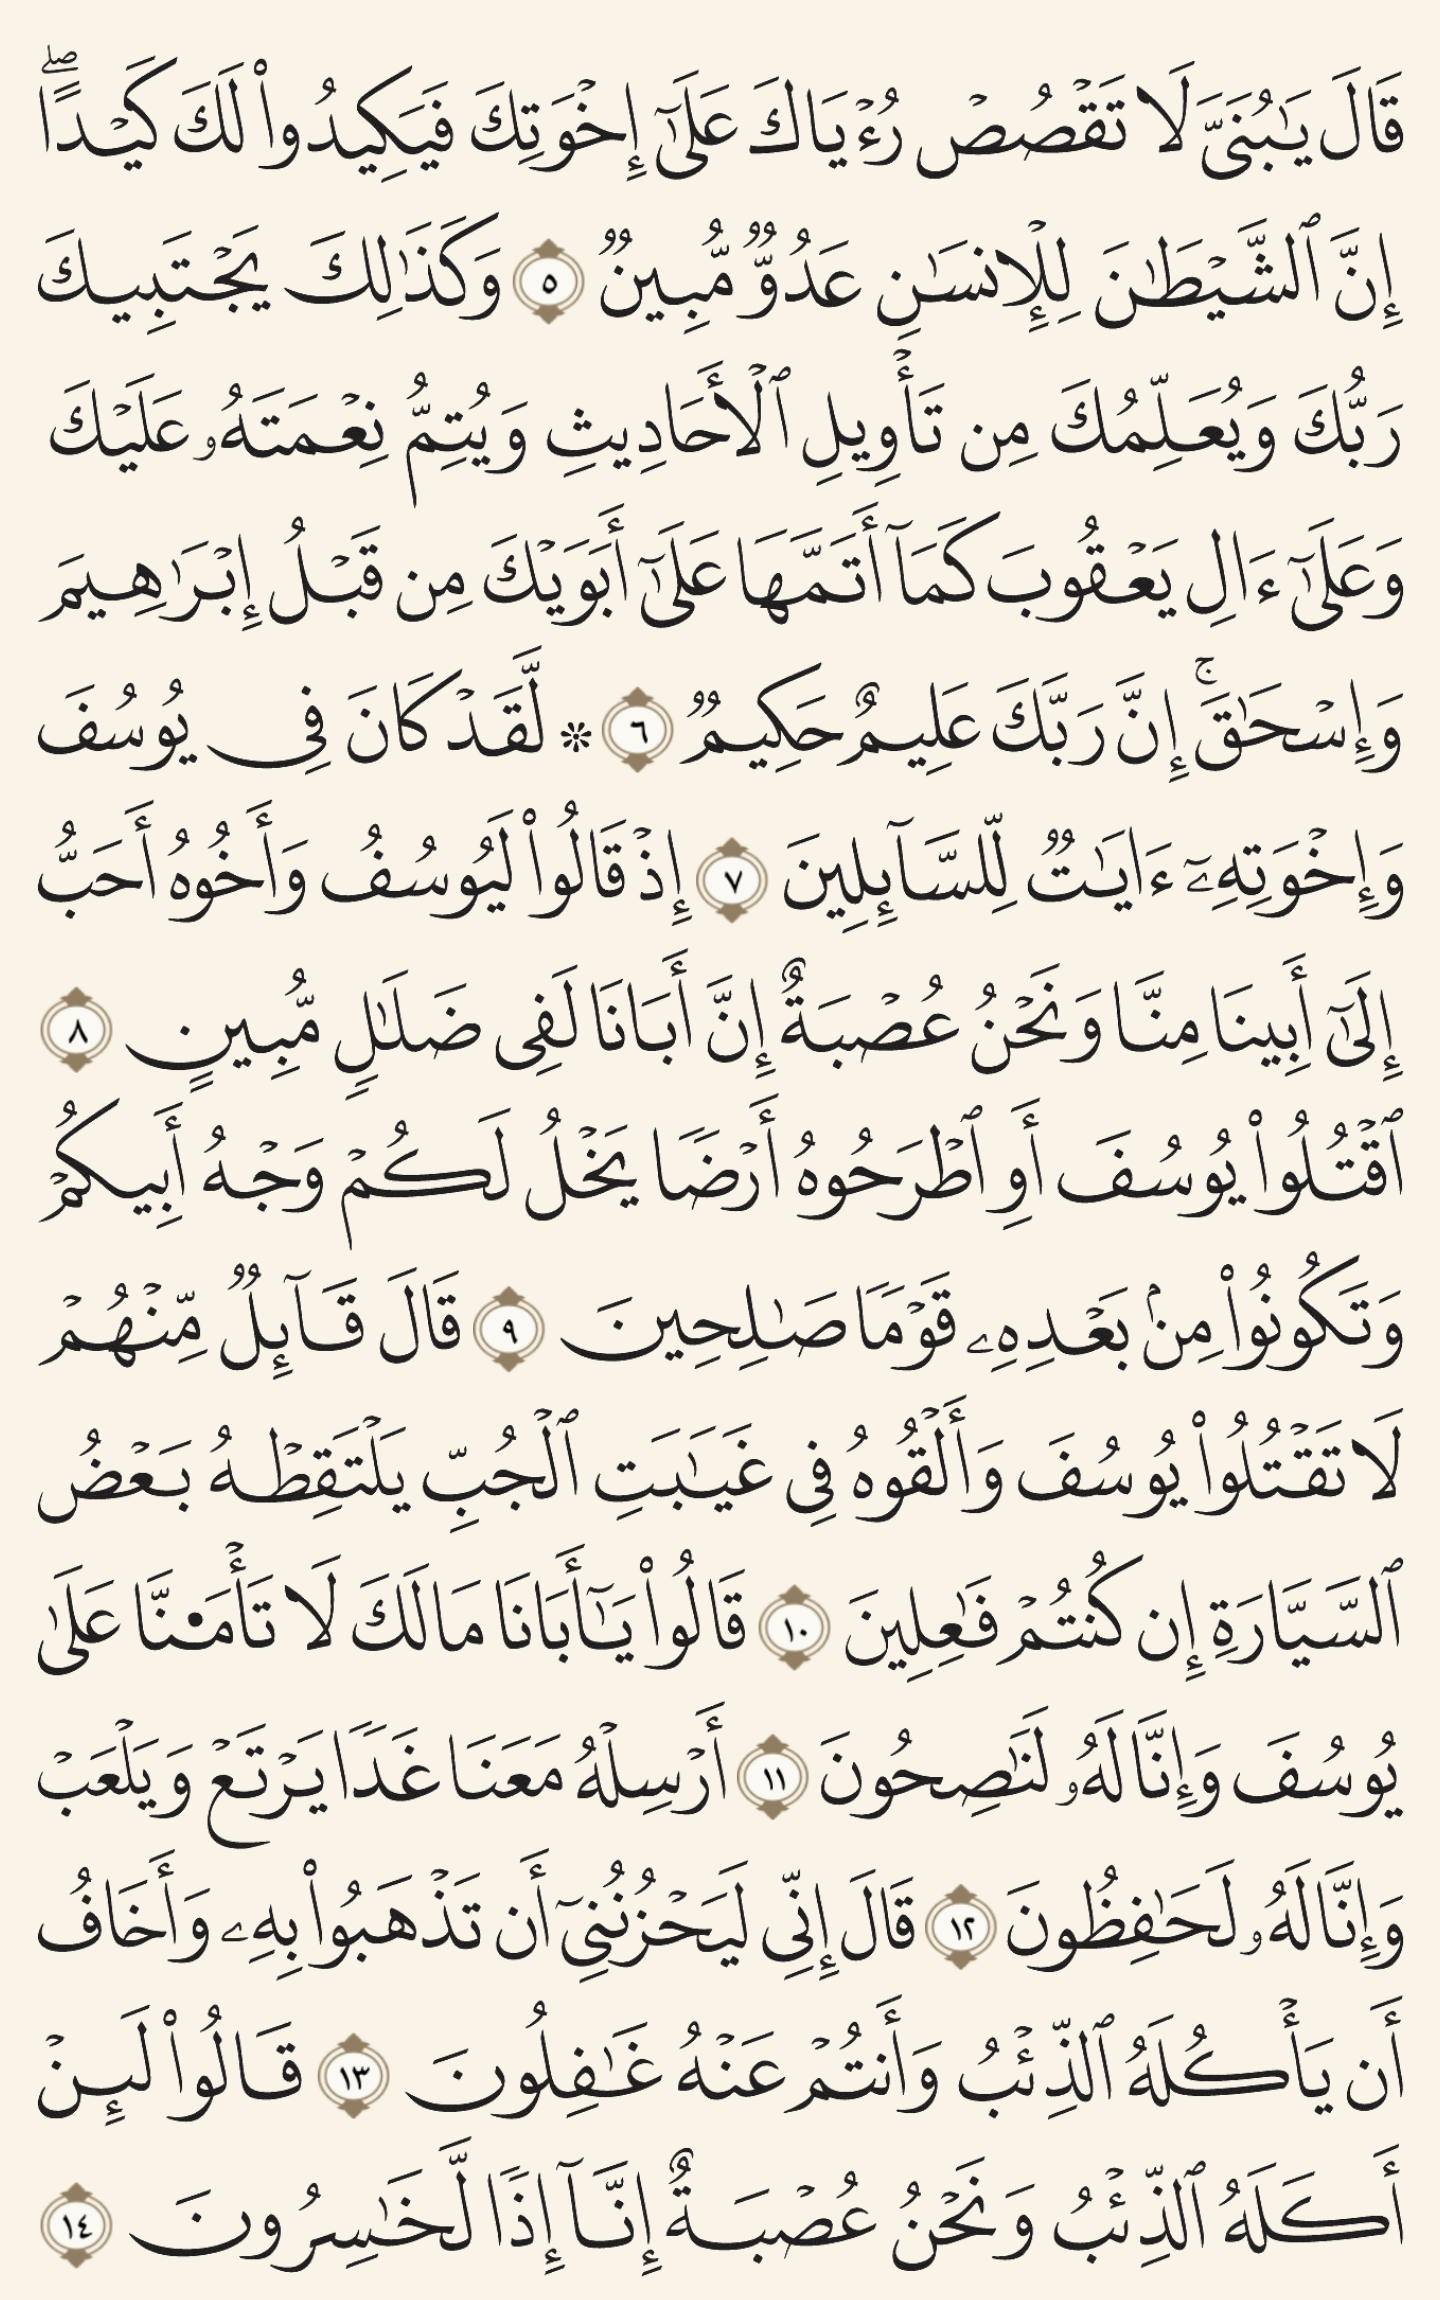 قَالَ يَٰبُنَىَّ لَا تَقْصُصْ رُءْيَاكَ عَلَىٰٓ إِخْوَتِكَ فَيَكِيدُوا۟ لَكَ كَيْدًا ۖ
إِنَّ ٱلشَّيْطَٰنَ لِلْإِنسَٰنِ عَدُوٌّ مُّبِينٌ ٥ وَكَذَٰلِكَ يَجْتَبِيكَ
رَبُّكَ وَيُعَلِّمُكَ مِن تَأْوِيلِ ٱلْأَحَادِيثِ وَيُتِمُّ نِعْمَتَهُۥ عَلَيْكَ
وَعَلَىٰٓ ءَالِ يَعْقُوبَ كَمَآ أَتَمَّهَا عَلَىٰٓ أَبَوَيْكَ مِن قَبْلُ إِبْرَٰهِيمَ
وَإِسْحَٰقَ ۚ إِنَّ رَبَّكَ عَلِيمٌ حَكِيمٌ ٦ ۞ لَّقَدْ كَانَ فِى يُوسُفَ
وَإِخْوَتِهِۦٓ ءَايَٰتٌ لِّلسَّآئِلِينَ ٧ إِذْ قَالُوا۟ لَيُوسُفُ وَأَخُوهُ أَحَبُّ
إِلَىٰٓ أَبِينَا مِنَّا وَنَحْنُ عُصْبَةٌ إِنَّ أَبَانَا لَفِى ضَلَٰلٍ مُّبِينٍ ٨
ٱقْتُلُوا۟ يُوسُفَ أَوِ ٱطْرَحُوهُ أَرْضًا يَخْلُ لَكُمْ وَجْهُ أَبِيكُمْ
وَتَكُونُوا۟ مِنۢ بَعْدِهِۦ قَوْمًا صَٰلِحِينَ ٩ قَالَ قَآئِلٌ مِّنْهُمْ
لَا تَقْتُلُوا۟ يُوسُفَ وَأَلْقُوهُ فِى غَيَٰبَتِ ٱلْجُبِّ يَلْتَقِطْهُ بَعْضُ
ٱلسَّيَّارَةِ إِن كُنتُمْ فَٰعِلِينَ ١٠ قَالُوا۟ يَٰٓأَبَانَا مَا لَكَ لَا تَأْمَ۫نَّا عَلَىٰ
يُوسُفَ وَإِنَّا لَهُۥ لَنَٰصِحُونَ ١١ أَرْسِلْهُ مَعَنَا غَدًا يَرْتَعْ وَيَلْعَبْ
وَإِنَّا لَهُۥ لَحَٰفِظُونَ ١٢ قَالَ إِنِّى لَيَحْزُنُنِىٓ أَن تَذْهَبُوا۟ بِهِۦ وَأَخَافُ
أَن يَأْكُلَهُ ٱلذِّئْبُ وَأَنتُمْ عَنْهُ غَٰفِلُونَ ١٣ قَالُوا۟ لَئِنْ
أَكَلَهُ ٱلذِّئْبُ وَنَحْنُ عُصْبَةٌ إِنَّآ إِذًا لَّخَٰسِرُونَ ١٤